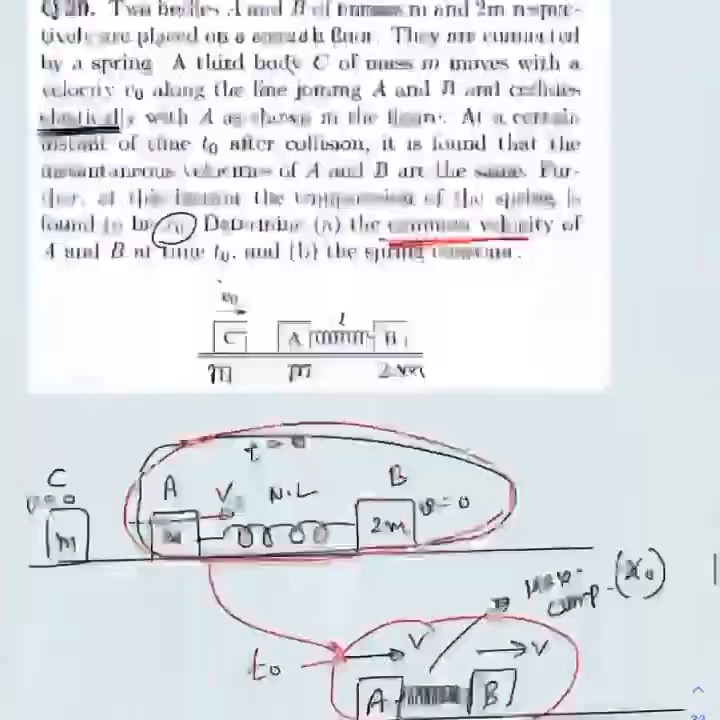 Q 20. Two bodies A and B of masses m and 2m respec-
tively are placed on a smooth floor. They are connected
by a spring. A third body C of mass m moves with a
velocity v₀ along the line joining A and B and collides
elastically with A as shown in the figure. At a certain
instant of time t₀ after collision, it is found that the
instantaneous velocities of A and B are the same. Fur-
ther, at this instant the compression of the spring is
found to be x₀. Determine (a) the common velocity of
A and B at time t₀, and (b) the spring constant.
v₀
C A l B
m m 2m
t=0
C A V N.L B
v=0 m m 2m v=0
Max. comp. (x₀)
t₀ V V
A B